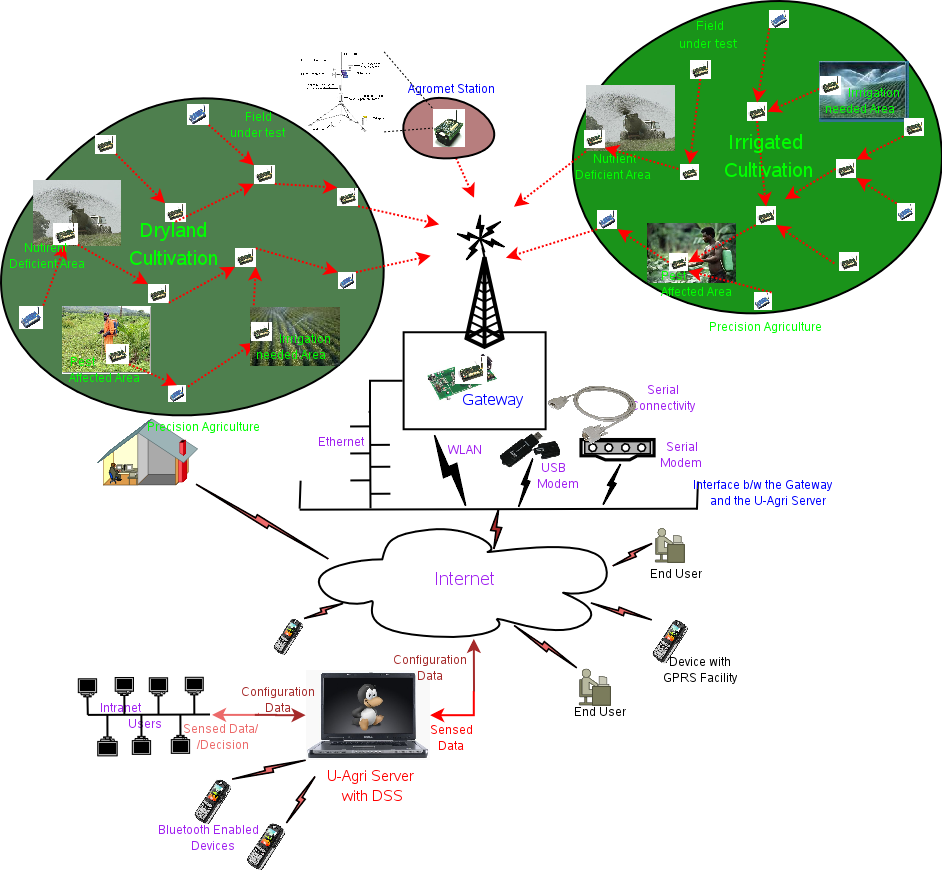 Agromet Station
Field
under test
Irrigation
needed Area
Nutrient
Deficient Area
Irrigated
Cultivation
Affected Area
Precision Agriculture
Field
under test
Dryland
Cultivation
Nutrient
Deficient Area
Irrigation
needed Area
Affected Area
Precision Agriculture
Gateway
Ethernet
WLAN
USB
Modem
Serial
Connectivity
Serial
Modem
Interface b/w the Gateway
and the U-Agri Server
Internet
End User
Device with
GPRS Facility
End User
Configuration
Data
Sensed
Data
Configuration
Data
Sensed Data/
/Decision
Intranet
Users
U-Agri Server
with DSS
Bluetooth Enabled
Devices